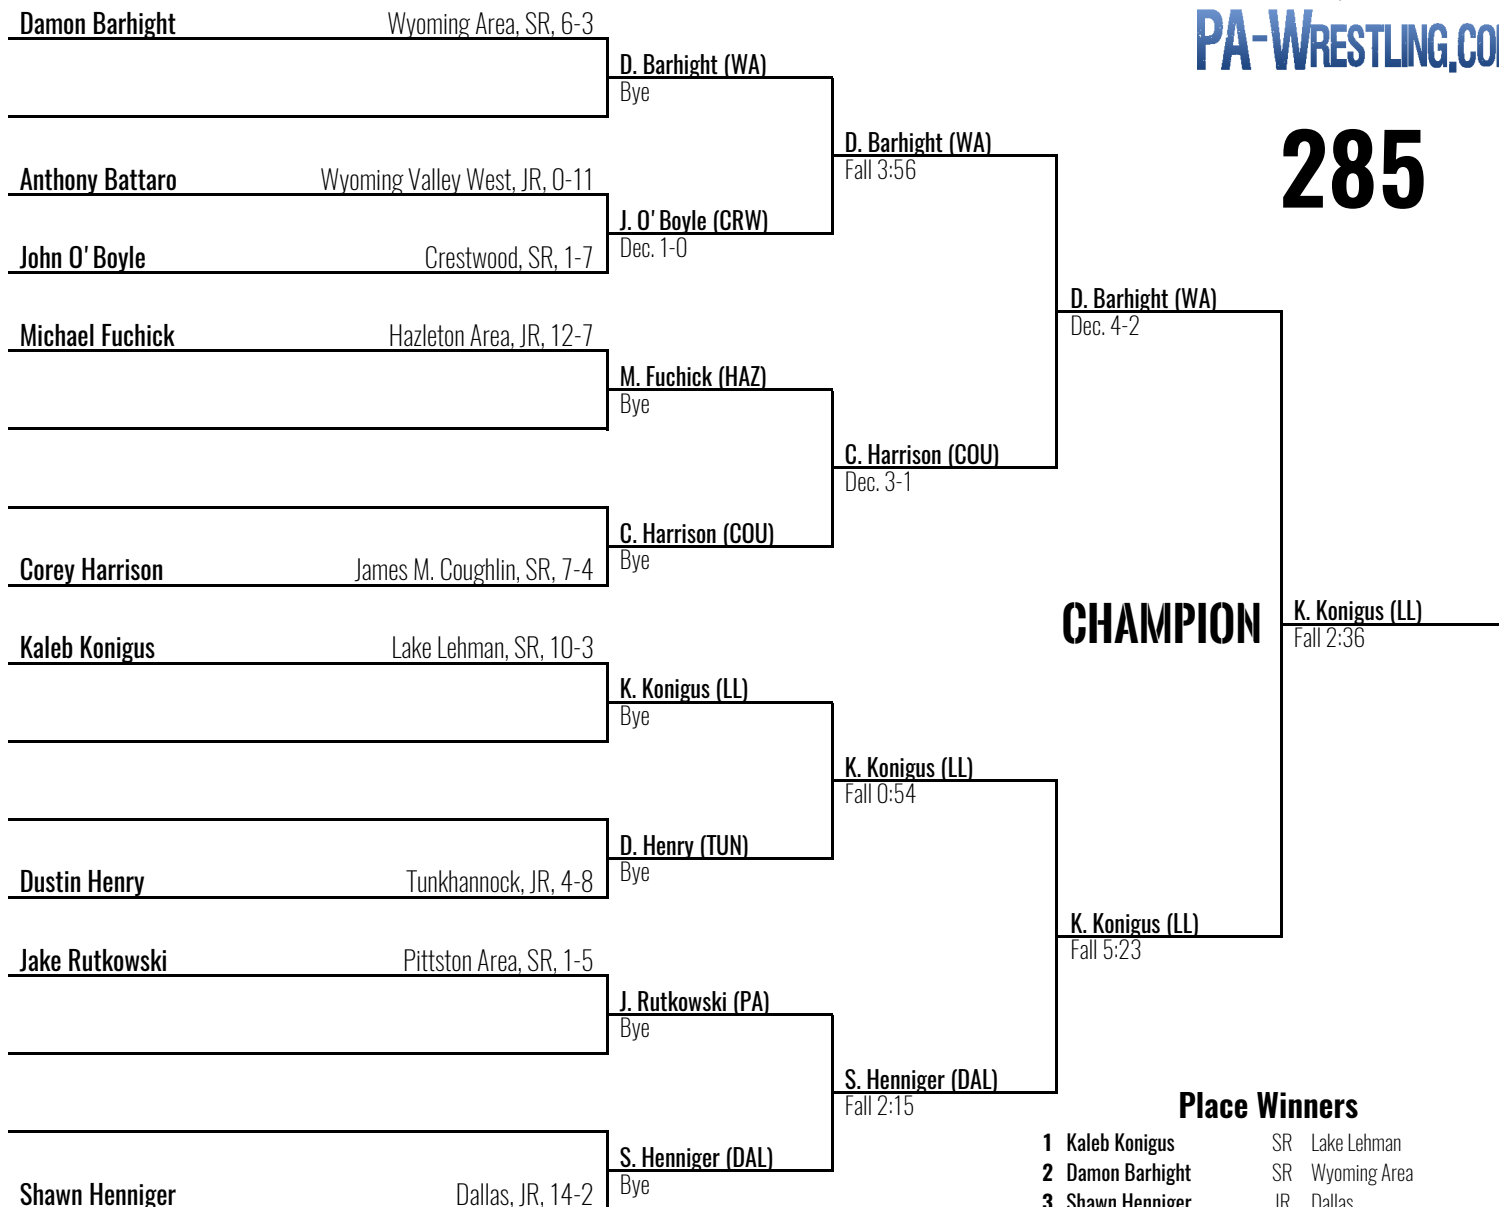 Damon Barhight Wyoming Area, SR, 6-3
PA-WRESTLING.CO
D. Barhight (WA)
Bye
285
D. Barhight (WA)
Fall 3:56
Anthony Battaro Wyoming Valley West, JR, 0-11
J. O'Boyle (CRW)
Dec. 1-0
John O'Boyle Crestwood, SR, 1-7
D. Barhight (WA)
Dec. 4-2
Michael Fuchick Hazleton Area, JR, 12-7
M. Fuchick (HAZ)
Bye
C. Harrison (COU)
Dec. 3-1
C. Harrison (COU)
Bye
Corey Harrison James M. Coughlin, SR, 7-4
CHAMPION
K. Konigus (LL)
Fall 2:36
Kaleb Konigus Lake Lehman, SR, 10-3
K. Konigus (LL)
Bye
K. Konigus (LL)
Fall 0:54
D. Henry (TUN)
Bye
Dustin Henry Tunkhannock, JR, 4-8
K. Konigus (LL)
Fall 5:23
Jake Rutkowski Pittston Area, SR, 1-5
J. Rutkowski (PA)
Bye
S. Henniger (DAL)
Fall 2:15
S. Henniger (DAL)
Bye
Shawn Henniger Dallas, JR, 14-2
Place Winners
1 Kaleb Konigus SR Lake Lehman
2 Damon Barhight SR Wyoming Area
3 Shawn Henniger JR Dallas